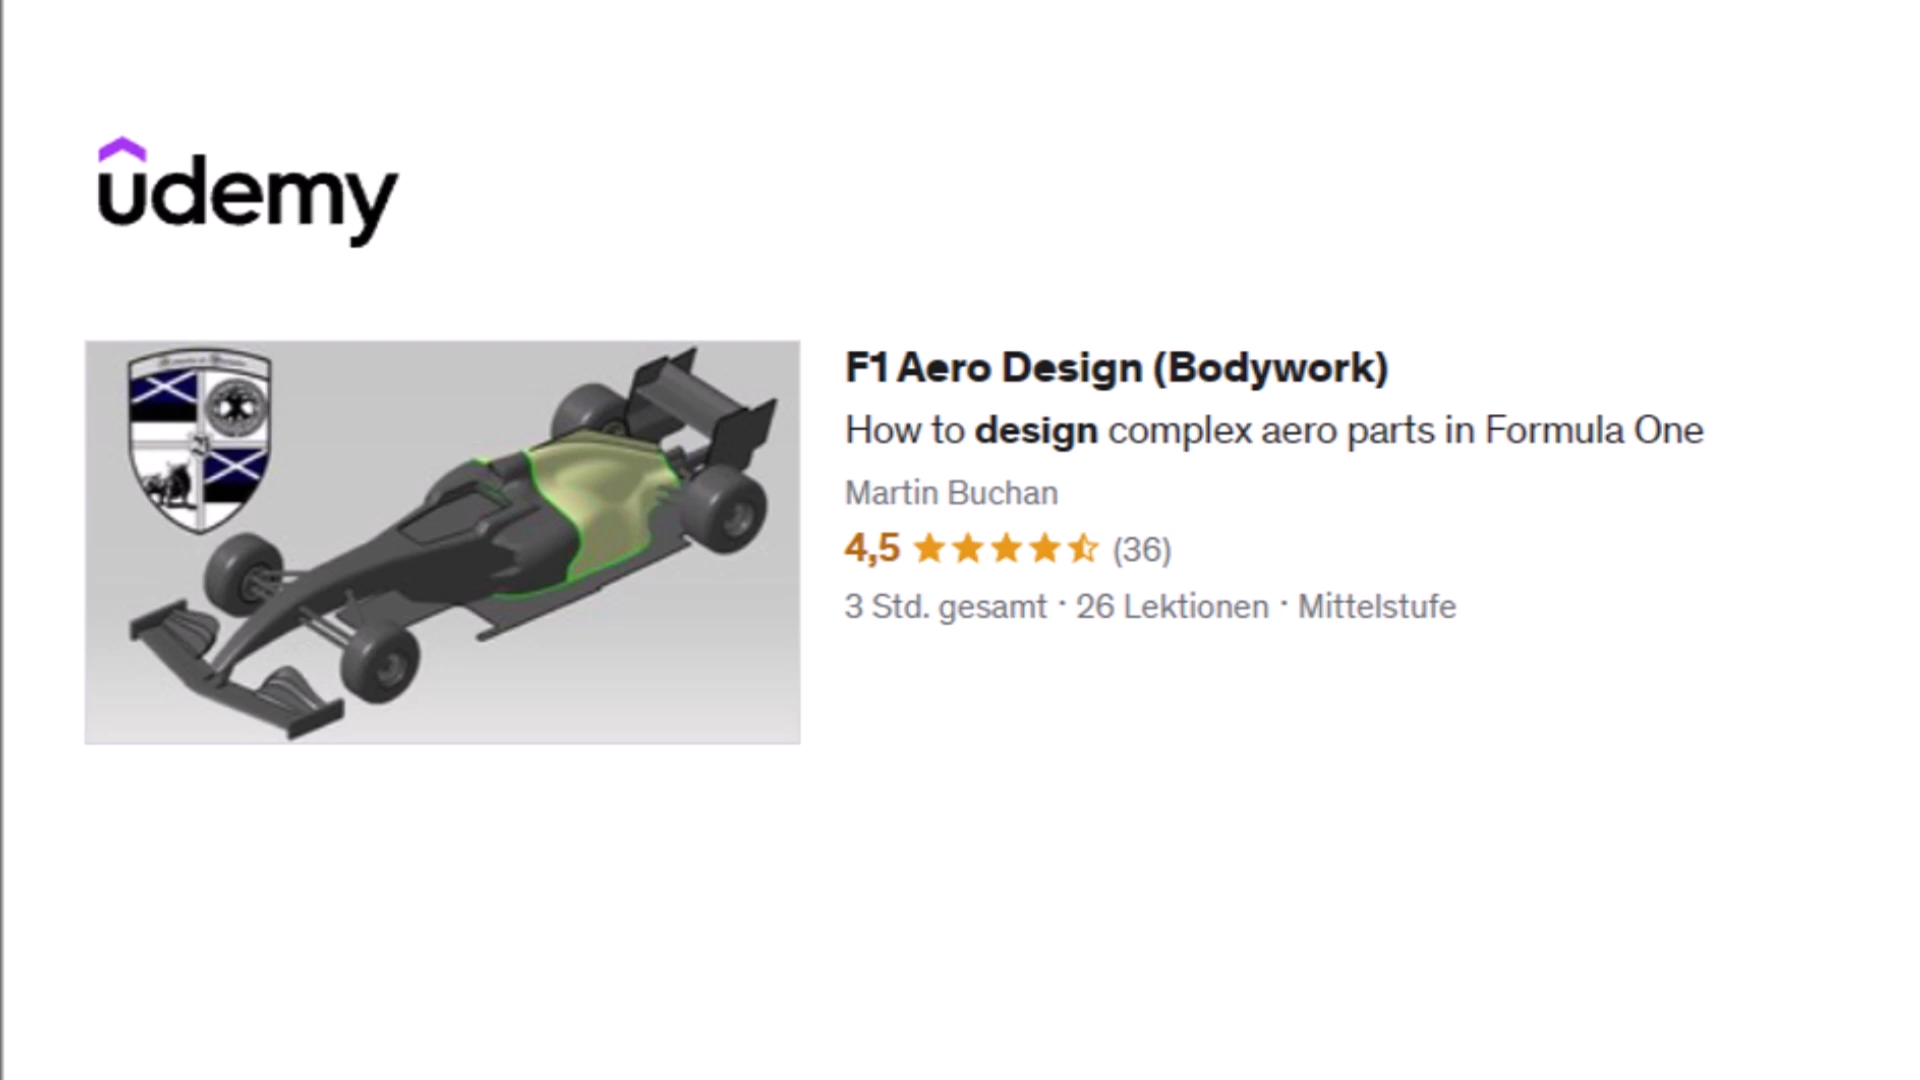 udemy
F1 Aero Design (Bodywork)
How to design complex aero parts in Formula One
Martin Buchan
4,5 (36)
3 Std. gesamt · 26 Lektionen · Mittelstufe